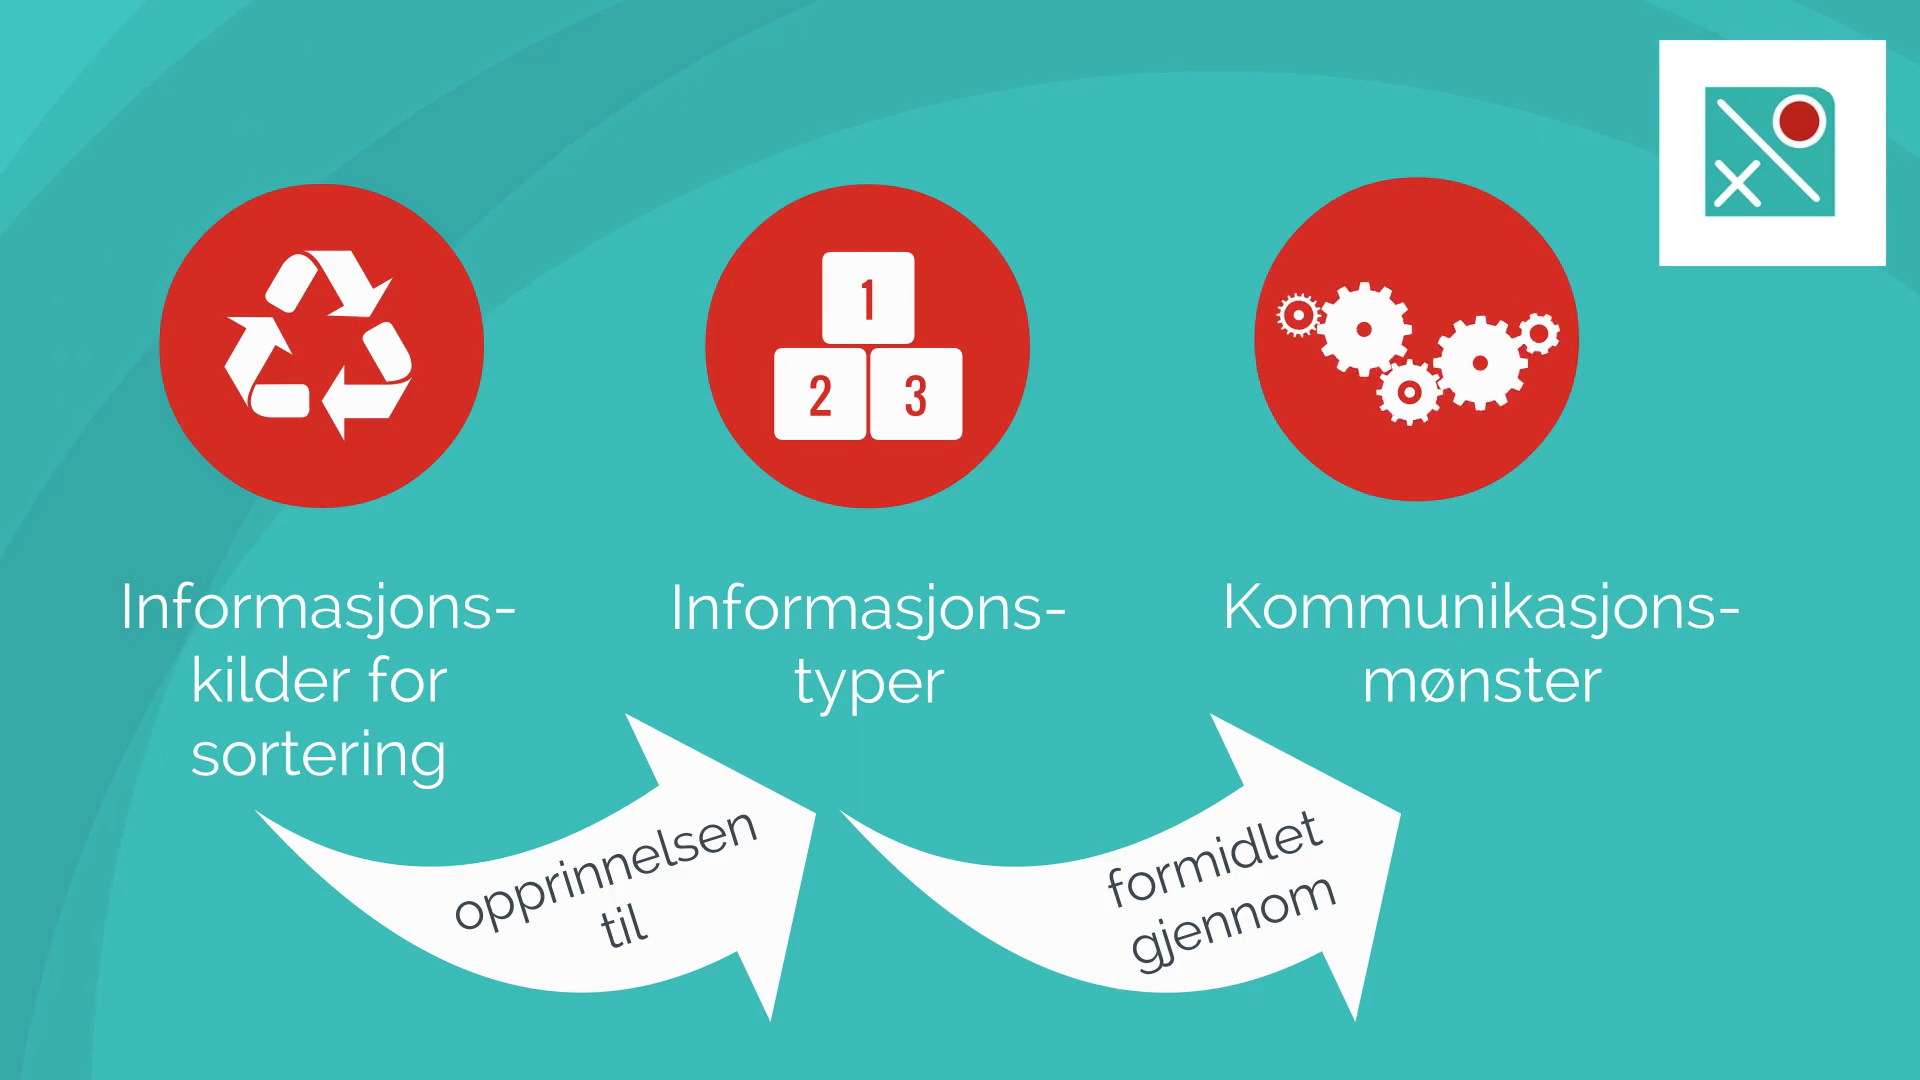 1
2 3
Informasjons-
kilder for
sortering
Informasjons-
typer
Kommunikasjons-
mønster
opprinnelsen
til
formidlet
gjennom